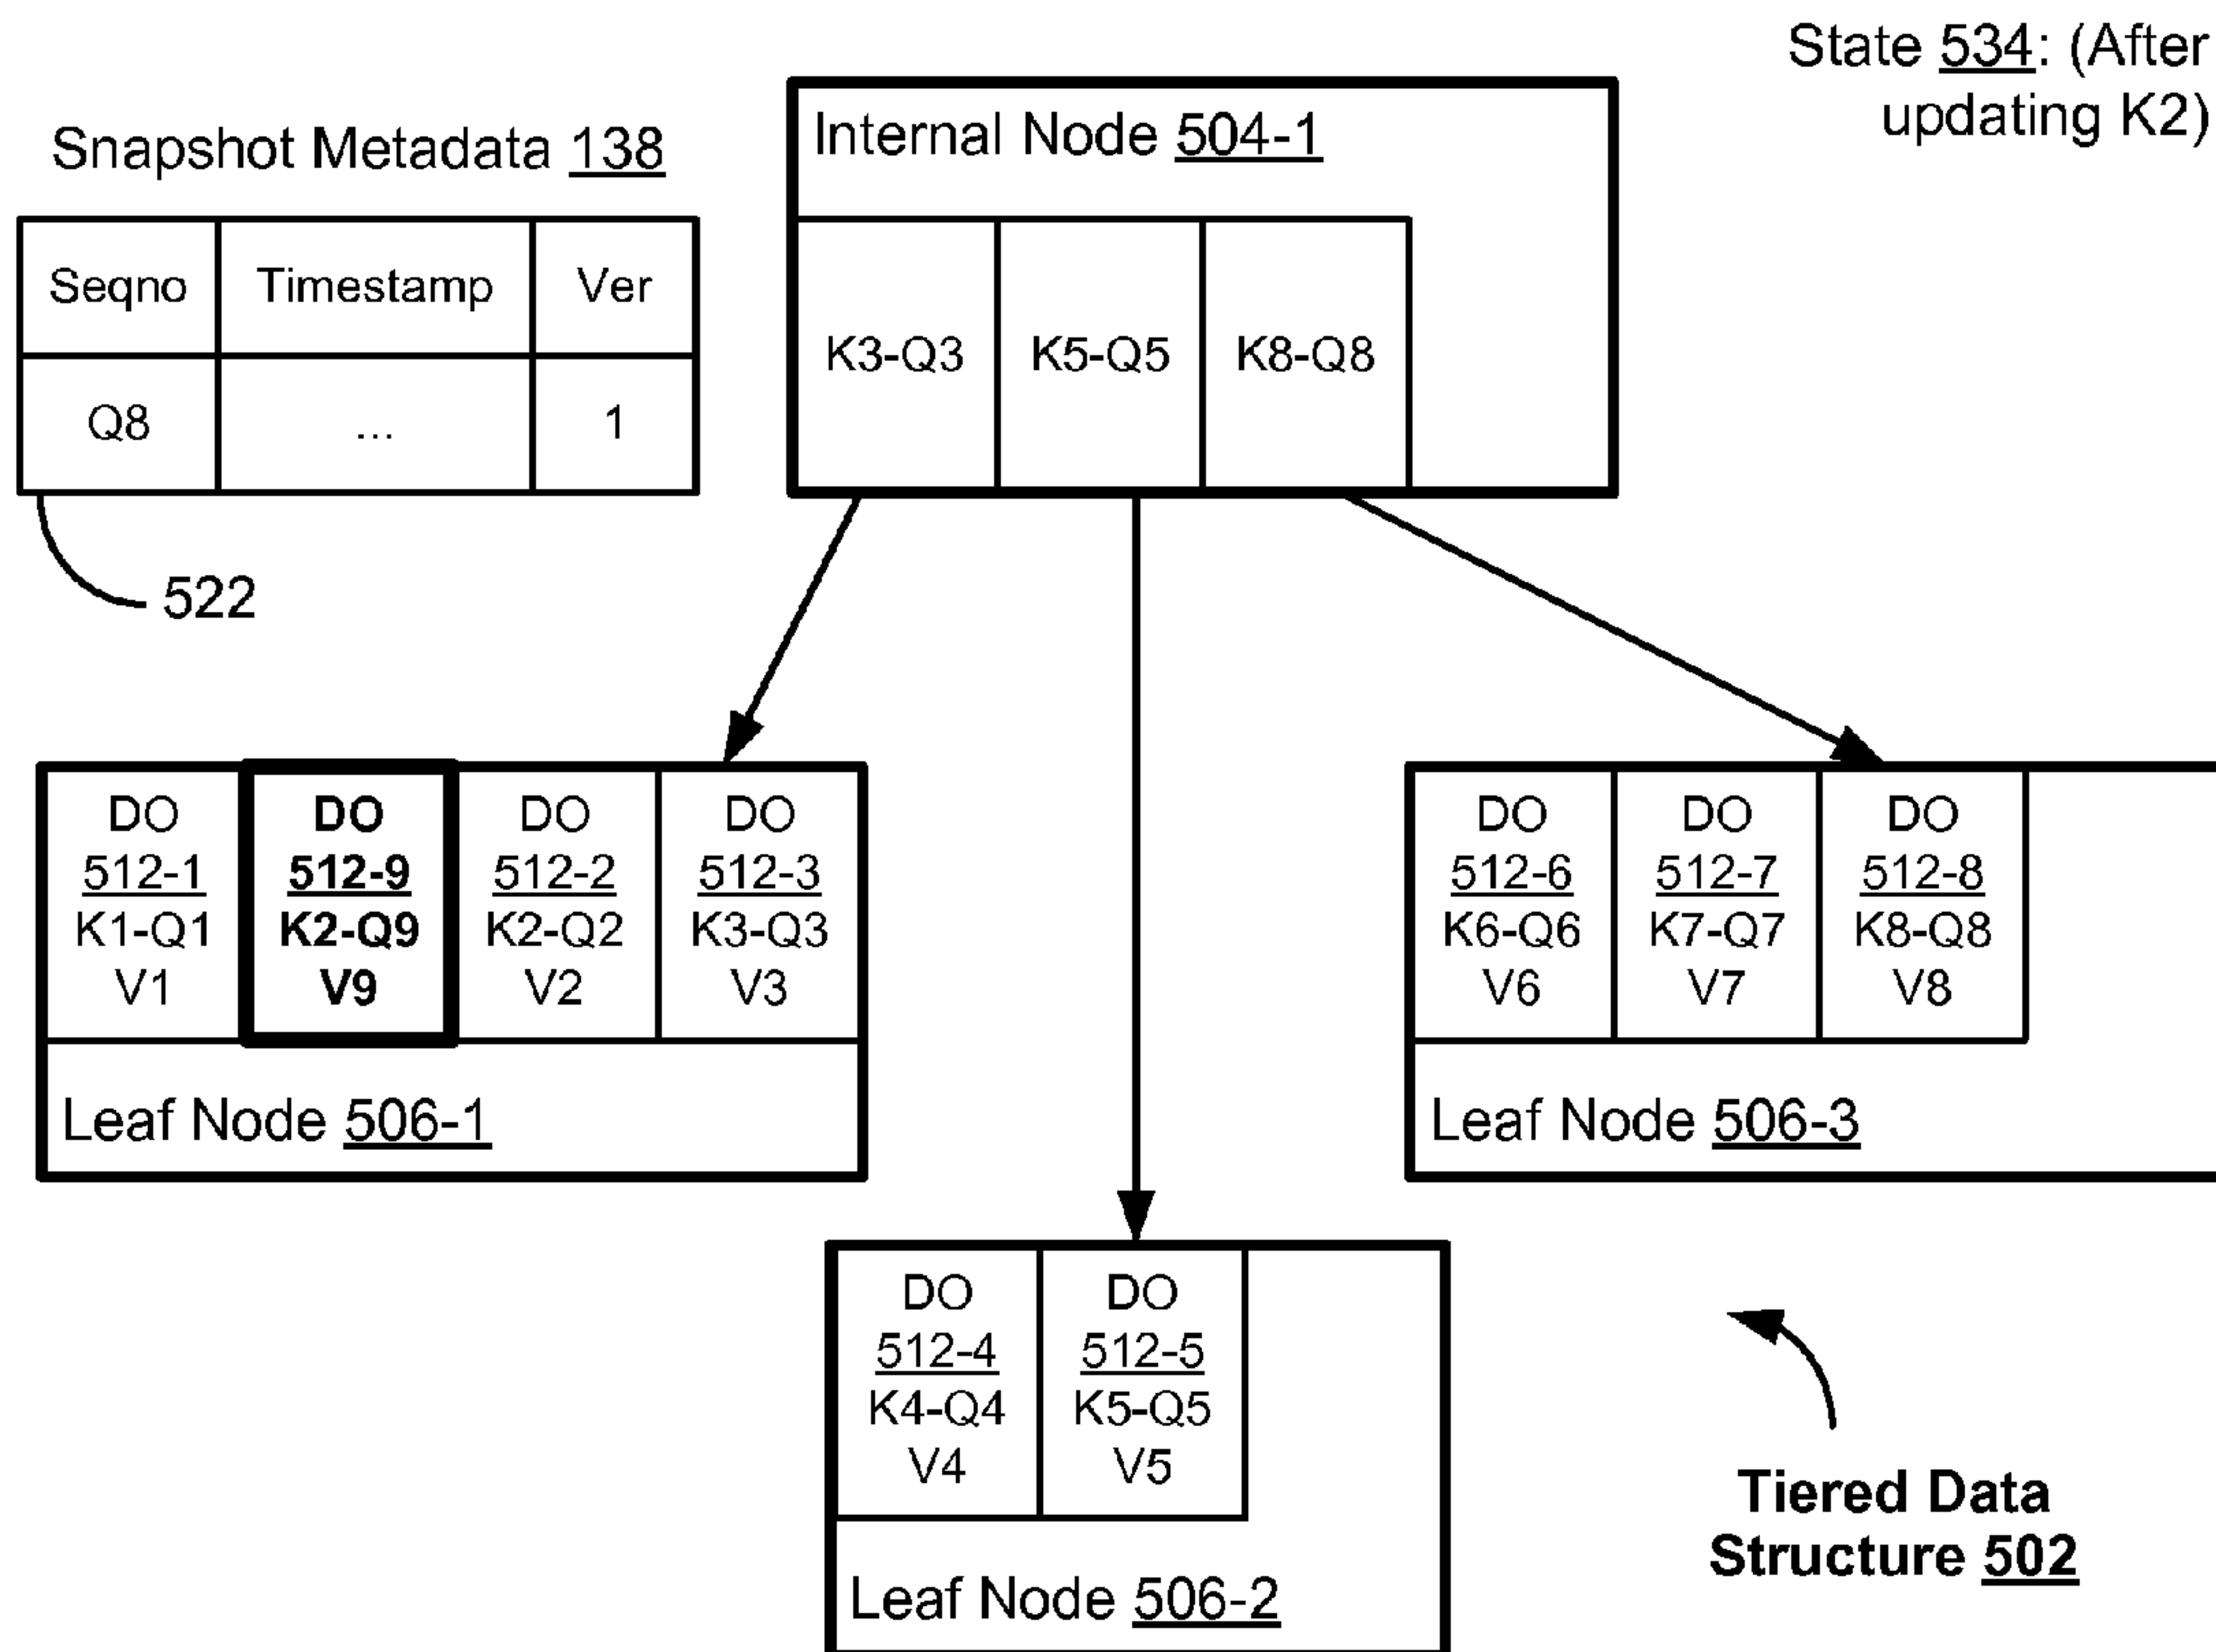 State 534: (After
updating K2)
Snapshot Metadata 138
Seqno Timestamp Ver
Q8 ... 1
522
Internal Node 504-1
K3-Q3 K5-Q5 K8-Q8
DO
512-1
K1-Q1
V1
DO
512-9
K2-Q9
V9
DO
512-2
K2-Q2
V2
DO
512-3
K3-Q3
V3
Leaf Node 506-1
DO
512-6
K6-Q6
V6
DO
512-7
K7-Q7
V7
DO
512-8
K8-Q8
V8
Leaf Node 506-3
DO
512-4
K4-Q4
V4
DO
512-5
K5-Q5
V5
Leaf Node 506-2
Tiered Data
Structure 502